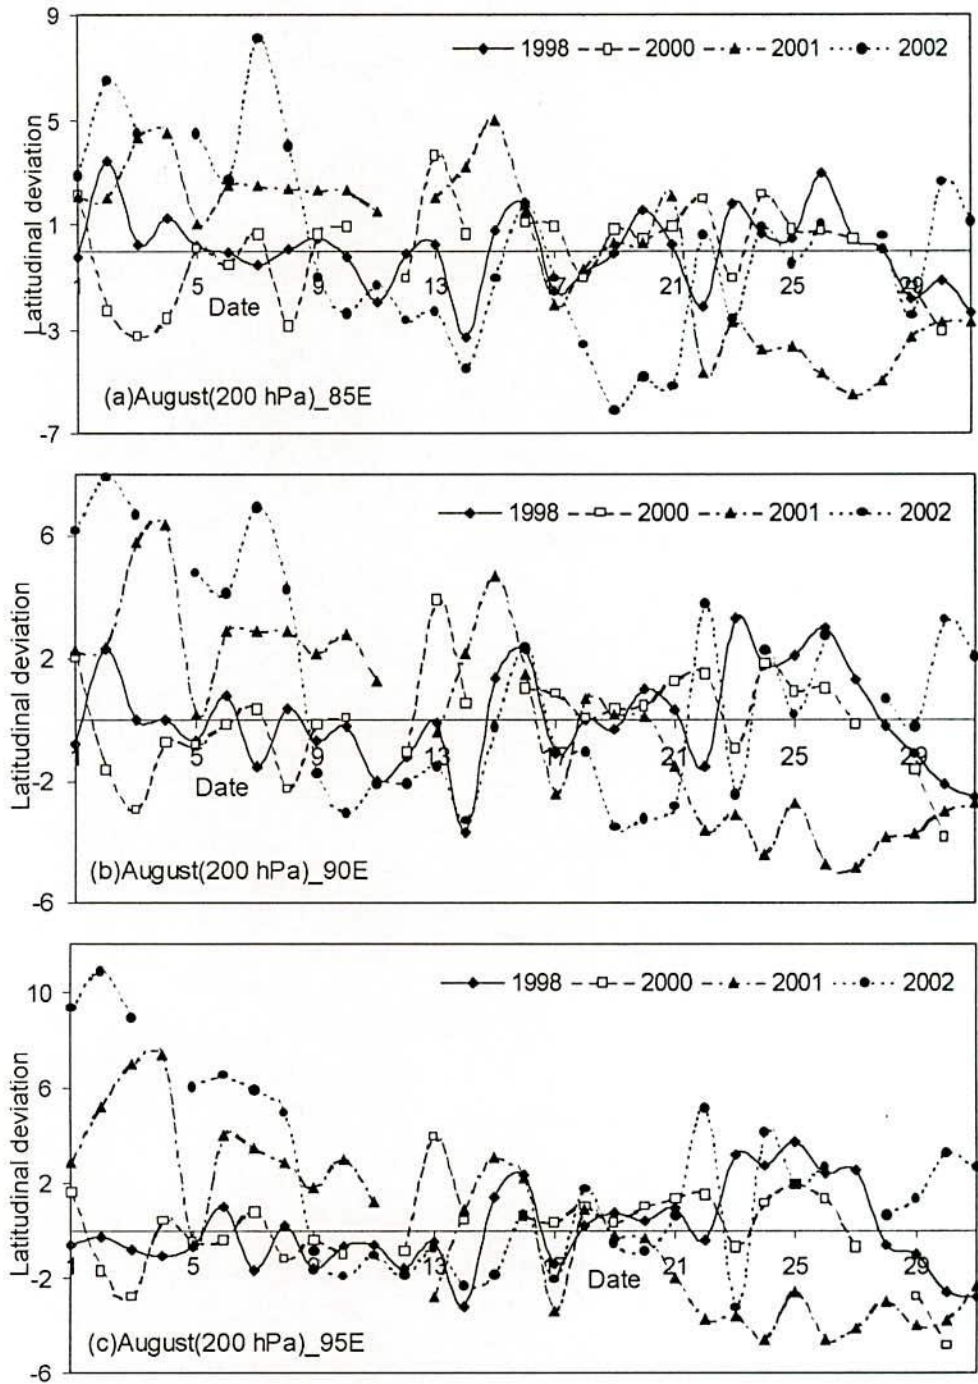 9
1998 2000 2001 2002
5
1
1 5 9 13 17 21 25 29
Date
-3
(a)August(200 hPa)_85E
-7
Latitudinal deviation
1998 2000 2001 2002
6
2
1 5 9 13 17 21 25 29
-2
Date
(b)August(200 hPa)_90E
-6
Latitudinal deviation
1998 2000 2001 2002
10
6
2
1 5 9 13 17 21 25 29
-2
Date
(c)August(200 hPa)_95E
-6
Latitudinal deviation